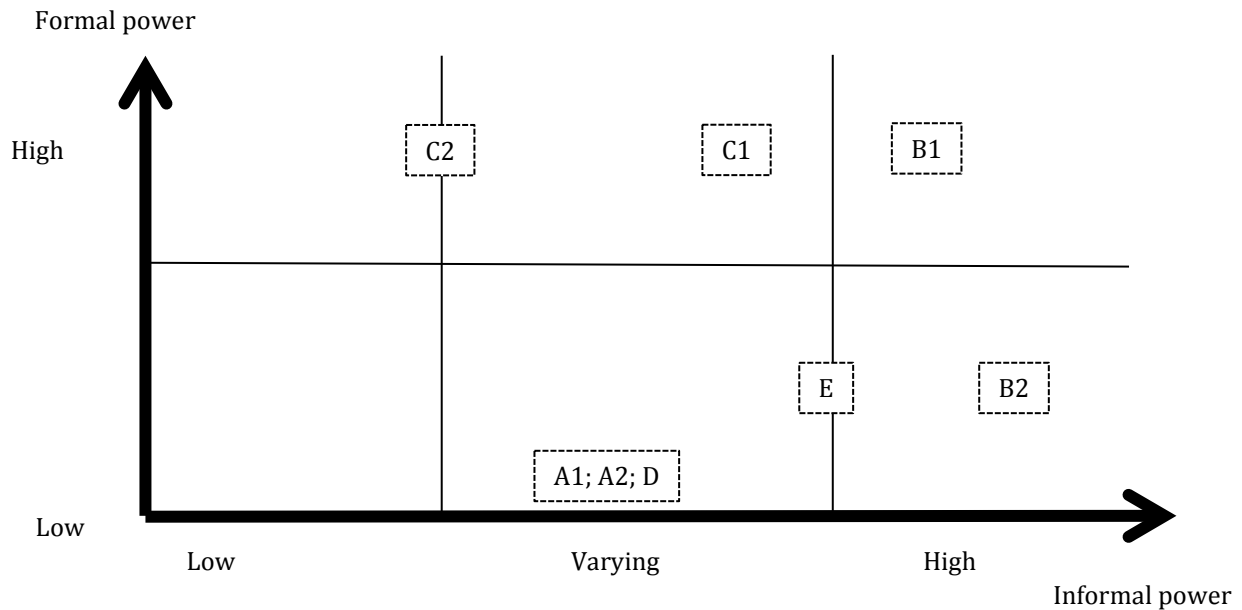 Formal power
High
C2
C1
B1
E
B2
A1; A2; D
Low
Low
Varying
High
Informal power